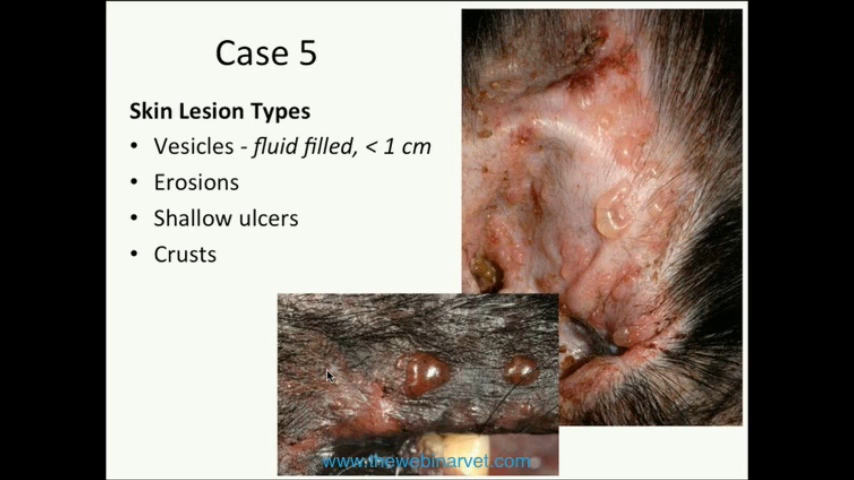 Case 5
Skin Lesion Types
• Vesicles - fluid filled, < 1 cm
• Erosions
• Shallow ulcers
• Crusts
www.thewebinarvet.com